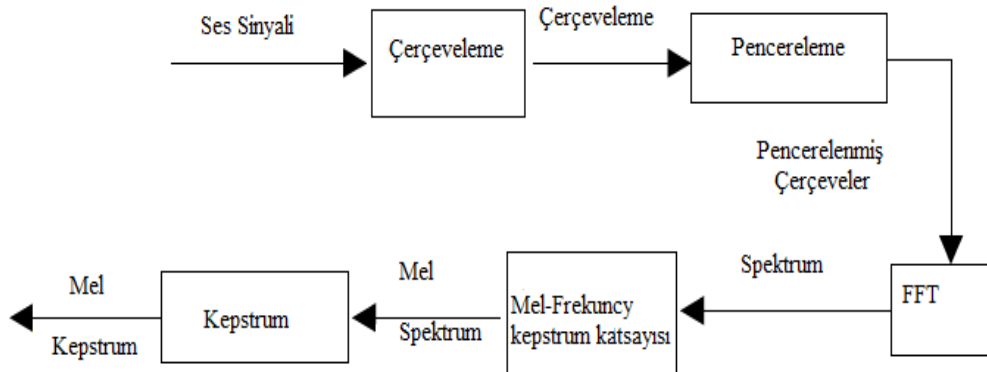 Ses Sinyali
Çerçeveleme
Çerçeveleme
Pencereleme
Pencerelenmiş
Çerçeveler
FFT
Spektrum
Mel-Frekuncy
kepstrum katsayısı
Mel
Spektrum
Kepstrum
Mel
Kepstrum